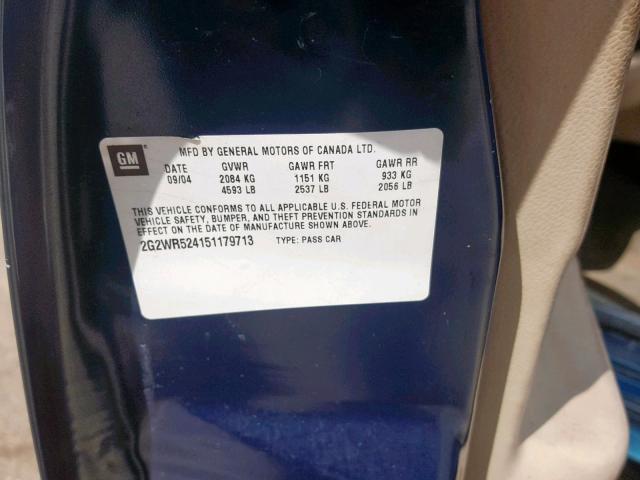 GM
MFD BY GENERAL MOTORS OF CANADA LTD.
DATE GVWR GAWR FRT GAWR RR
09/04 2084 KG 1151 KG 933 KG
4593 LB 2537 LB 2056 LB
THIS VEHICLE CONFORMS TO ALL APPLICABLE U.S. FEDERAL MOTOR
VEHICLE SAFETY, BUMPER, AND THEFT PREVENTION STANDARDS IN
EFFECT ON THE DATE OF MANUFACTURE SHOWN ABOVE.
2G2WR524151179713 TYPE: PASS CAR